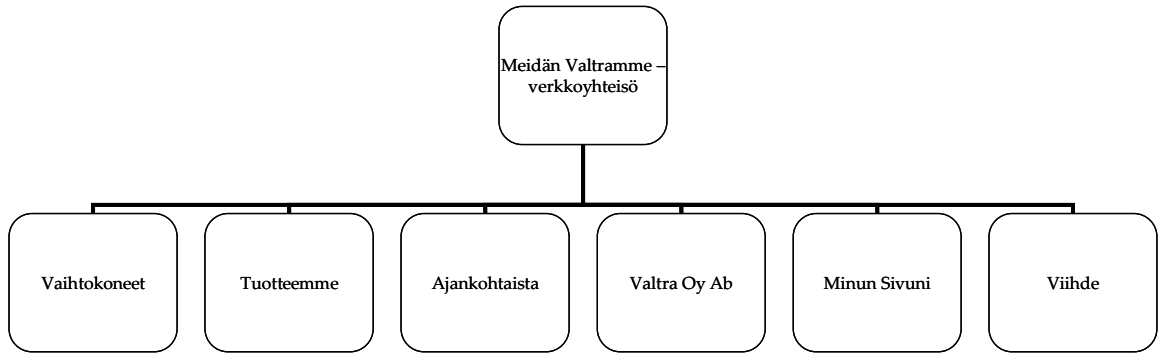 Meidän Valtramme –
verkkoyhteisö
Vaihtokoneet
Tuotteemme
Ajankohtaista
Valtra Oy Ab
Minun Sivuni
Viihde